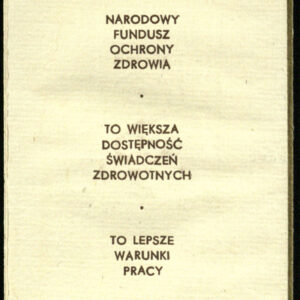 NARODOWY
FUNDUSZ
OCHRONY
ZDROWIA
•
TO WIĘKSZA
DOSTĘPNOŚĆ
ŚWIADCZEŃ
ZDROWOTNYCH
•
TO LEPSZE
WARUNKI
PRACY